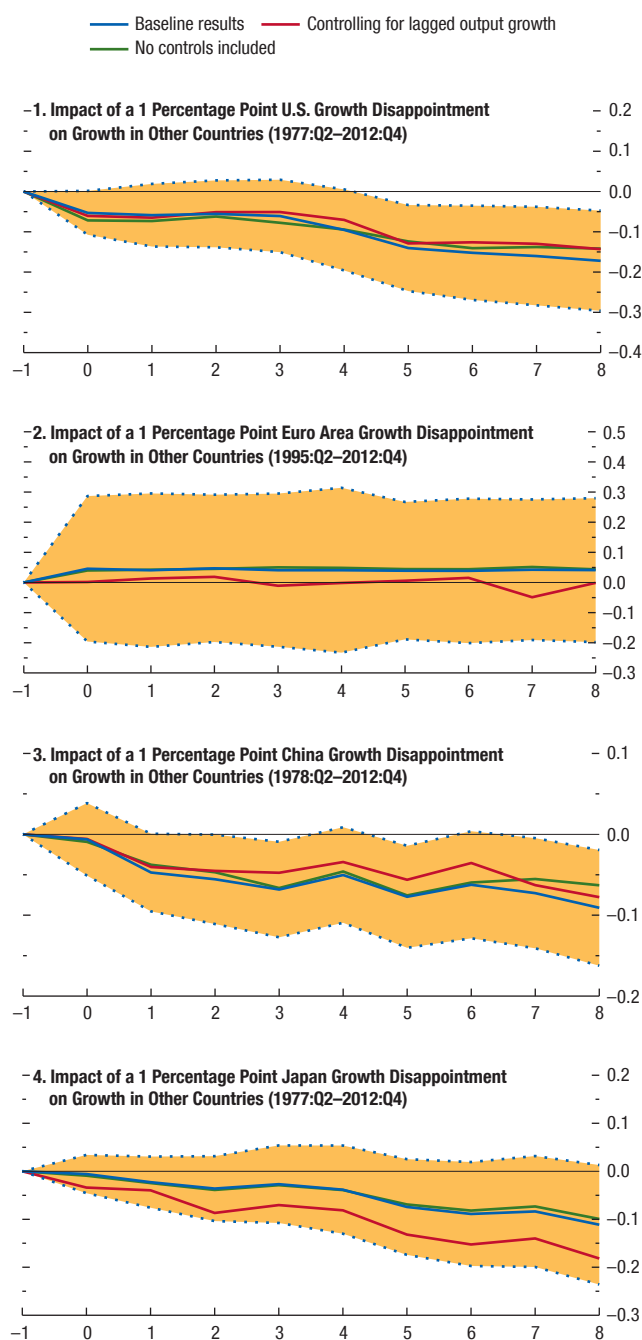 Baseline results
Controlling for lagged output growth
No controls included
1. Impact of a 1 Percentage Point U.S. Growth Disappointment
on Growth in Other Countries (1977:Q2–2012:Q4)
0.2
0.1
0.0
–0.1
–0.2
–0.3
–0.4
–1 0 1 2 3 4 5 6 7 8
2. Impact of a 1 Percentage Point Euro Area Growth Disappointment
on Growth in Other Countries (1995:Q2–2012:Q4)
0.5
0.4
0.3
0.2
0.1
0.0
–0.1
–0.2
–0.3
–1 0 1 2 3 4 5 6 7 8
3. Impact of a 1 Percentage Point China Growth Disappointment
on Growth in Other Countries (1978:Q2–2012:Q4)
0.1
0.0
–0.1
–0.2
–1 0 1 2 3 4 5 6 7 8
4. Impact of a 1 Percentage Point Japan Growth Disappointment
on Growth in Other Countries (1977:Q2–2012:Q4)
0.2
0.1
0.0
–0.1
–0.2
–0.3
–1 0 1 2 3 4 5 6 7 8